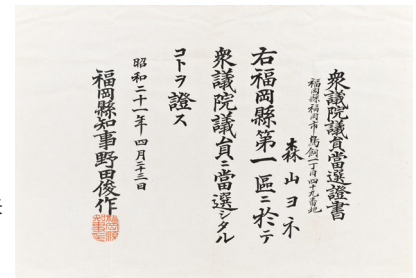 衆議院議員當選證書
福岡縣福岡市鳥飼一丁目四十九番地
森山ヨネ
右福岡縣第一區ニ於テ
衆議院議員ニ當選シタル
コトヲ證ス
昭和二十一年四月二十三日
福岡縣知事野田俊作